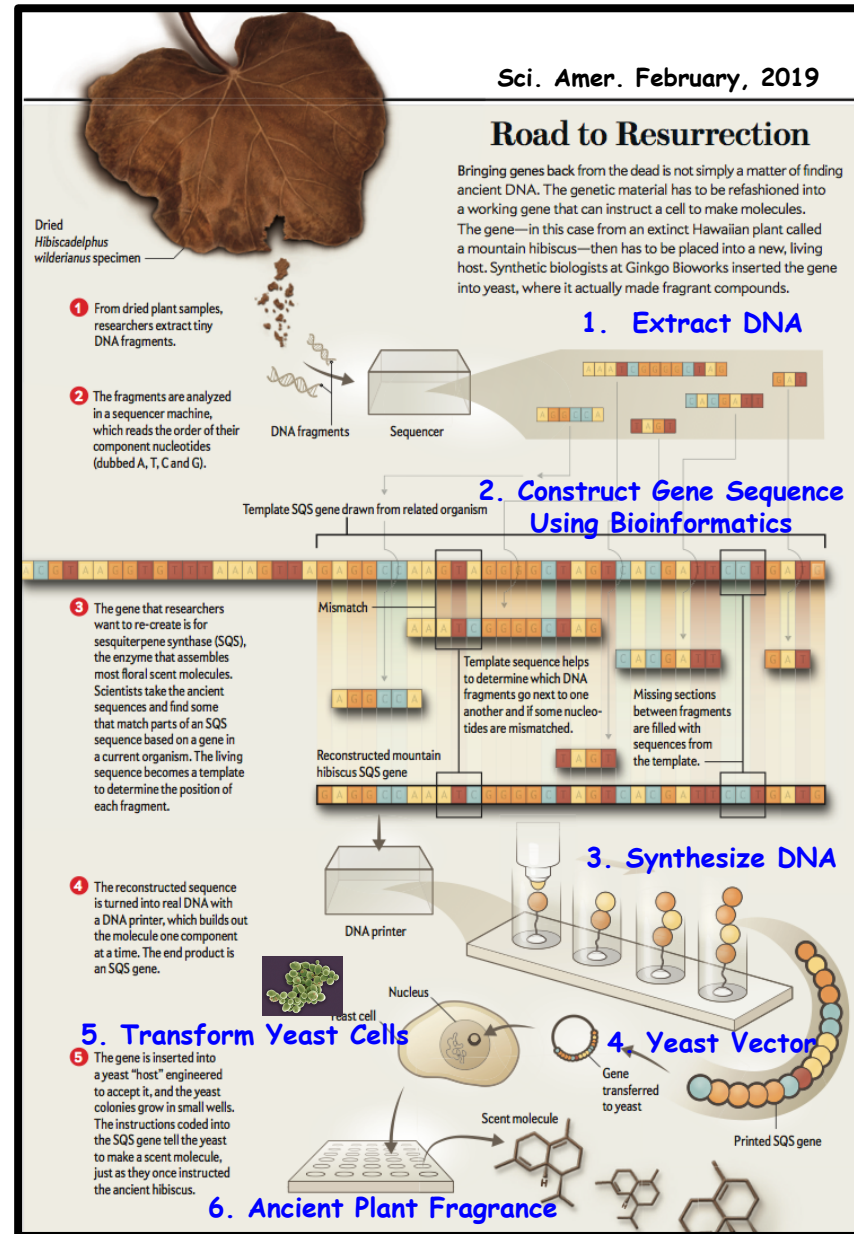 Sci. Amer. February, 2019
Road to Resurrection
Bringing genes back from the dead is not simply a matter of finding
ancient DNA. The genetic material has to be refashioned into
a working gene that can instruct a cell to make molecules.
The gene—in this case from an extinct Hawaiian plant called
a mountain hibiscus—then has to be placed into a new, living
host. Synthetic biologists at Ginkgo Bioworks inserted the gene
into yeast, where it actually made fragrant compounds.
Dried
Hibiscadelphus
wilderianus specimen
1 From dried plant samples,
researchers extract tiny
DNA fragments.
1. Extract DNA
2 The fragments are analyzed
in a sequencer machine,
which reads the order of their
component nucleotides
(dubbed A, T, C and G).
DNA fragments
Sequencer
AAATCGGGGCTAG
GAT
CACGATT
AGGCCA
TAGT
2. Construct Gene Sequence
Using Bioinformatics
Template SQS gene drawn from related organism
ACGTAAGGTGTTTAAAGTTAGAGGCCAAGTAGGGGCTAGTCACGATTCCTGATG
3 The gene that researchers
want to re-create is for
sesquiterpene synthase (SQS),
the enzyme that assembles
most floral scent molecules.
Scientists take the ancient
sequences and find some
that match parts of an SQS
sequence based on a gene in
a current organism. The living
sequence becomes a template
to determine the position of
each fragment.
Mismatch
AAATCGGGGCTAG
CACGATT
GAT
AGGCCA
Template sequence helps
to determine which DNA
fragments go next to one
another and if some nucleo-
tides are mismatched.
Missing sections
between fragments
are filled with
sequences from
the template.
TAGT
Reconstructed mountain
hibiscus SQS gene
GAGGCCAAATCGGGGCTAGTCACGATTCCTGATG
3. Synthesize DNA
4 The reconstructed sequence
is turned into real DNA with
a DNA printer, which builds out
the molecule one component
at a time. The end product is
an SQS gene.
DNA printer
Nucleus
Yeast cell
5. Transform Yeast Cells
4. Yeast Vector
5 The gene is inserted into
a yeast “host” engineered
to accept it, and the yeast
colonies grow in small wells.
The instructions coded into
the SQS gene tell the yeast
to make a scent molecule,
just as they once instructed
the ancient hibiscus.
Gene
transferred
to yeast
Printed SQS gene
Scent molecule
H
6. Ancient Plant Fragrance